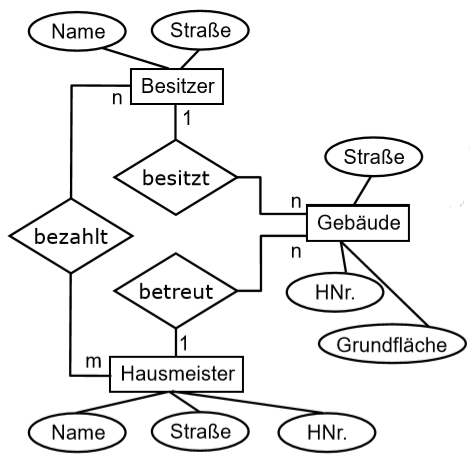 Name
Straße
Besitzer
n
1
besitzt
Straße
n
Gebäude
bezahlt
n
betreut
HNr.
1
Grundfläche
m
Hausmeister
Name
Straße
HNr.